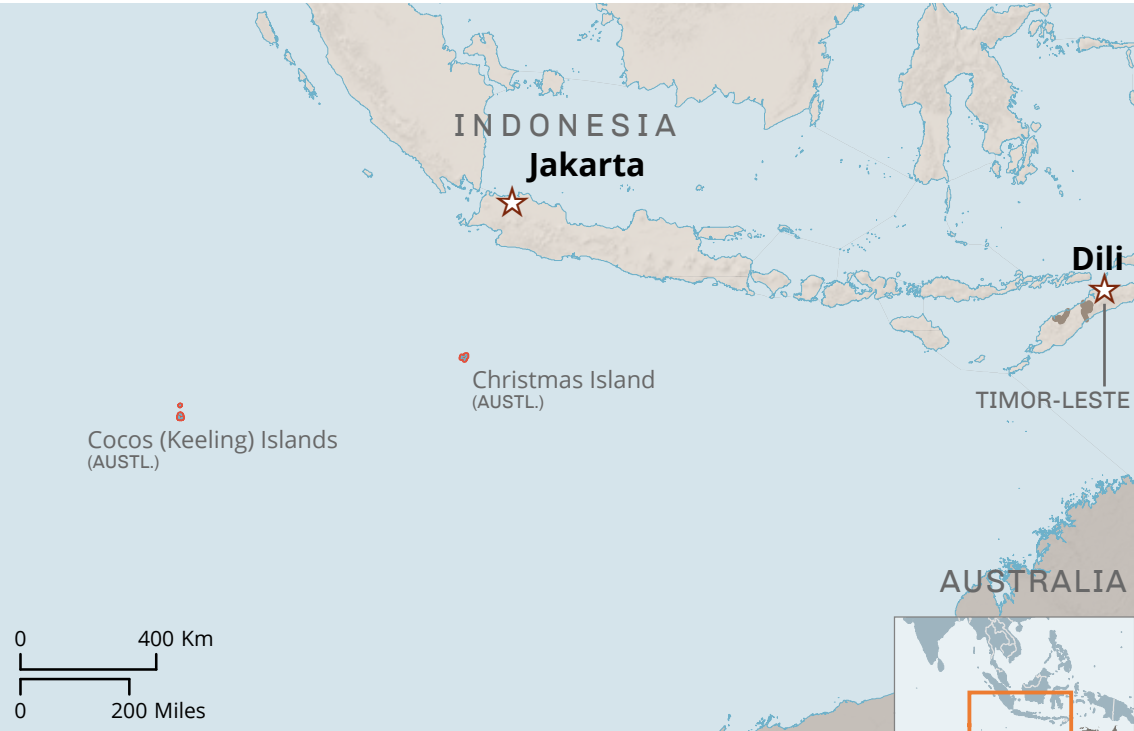 INDONESIA
Jakarta
Dili
Christmas Island
(AUSTL.)
TIMOR-LESTE
Cocos (Keeling) Islands
(AUSTL.)
AUSTRALIA
0 400 Km
0 200 Miles